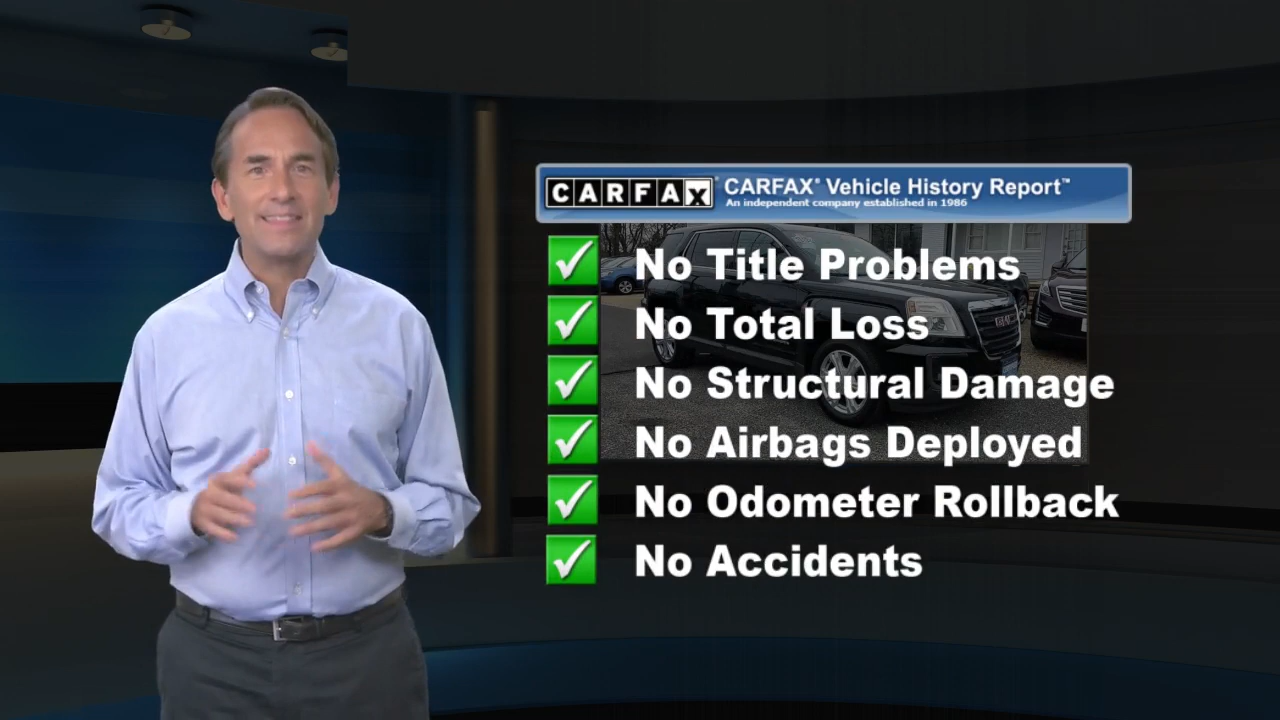 CARFAX® CARFAX® Vehicle History Report™
An independent company established in 1986
No Title Problems
No Total Loss
No Structural Damage
No Airbags Deployed
No Odometer Rollback
No Accidents